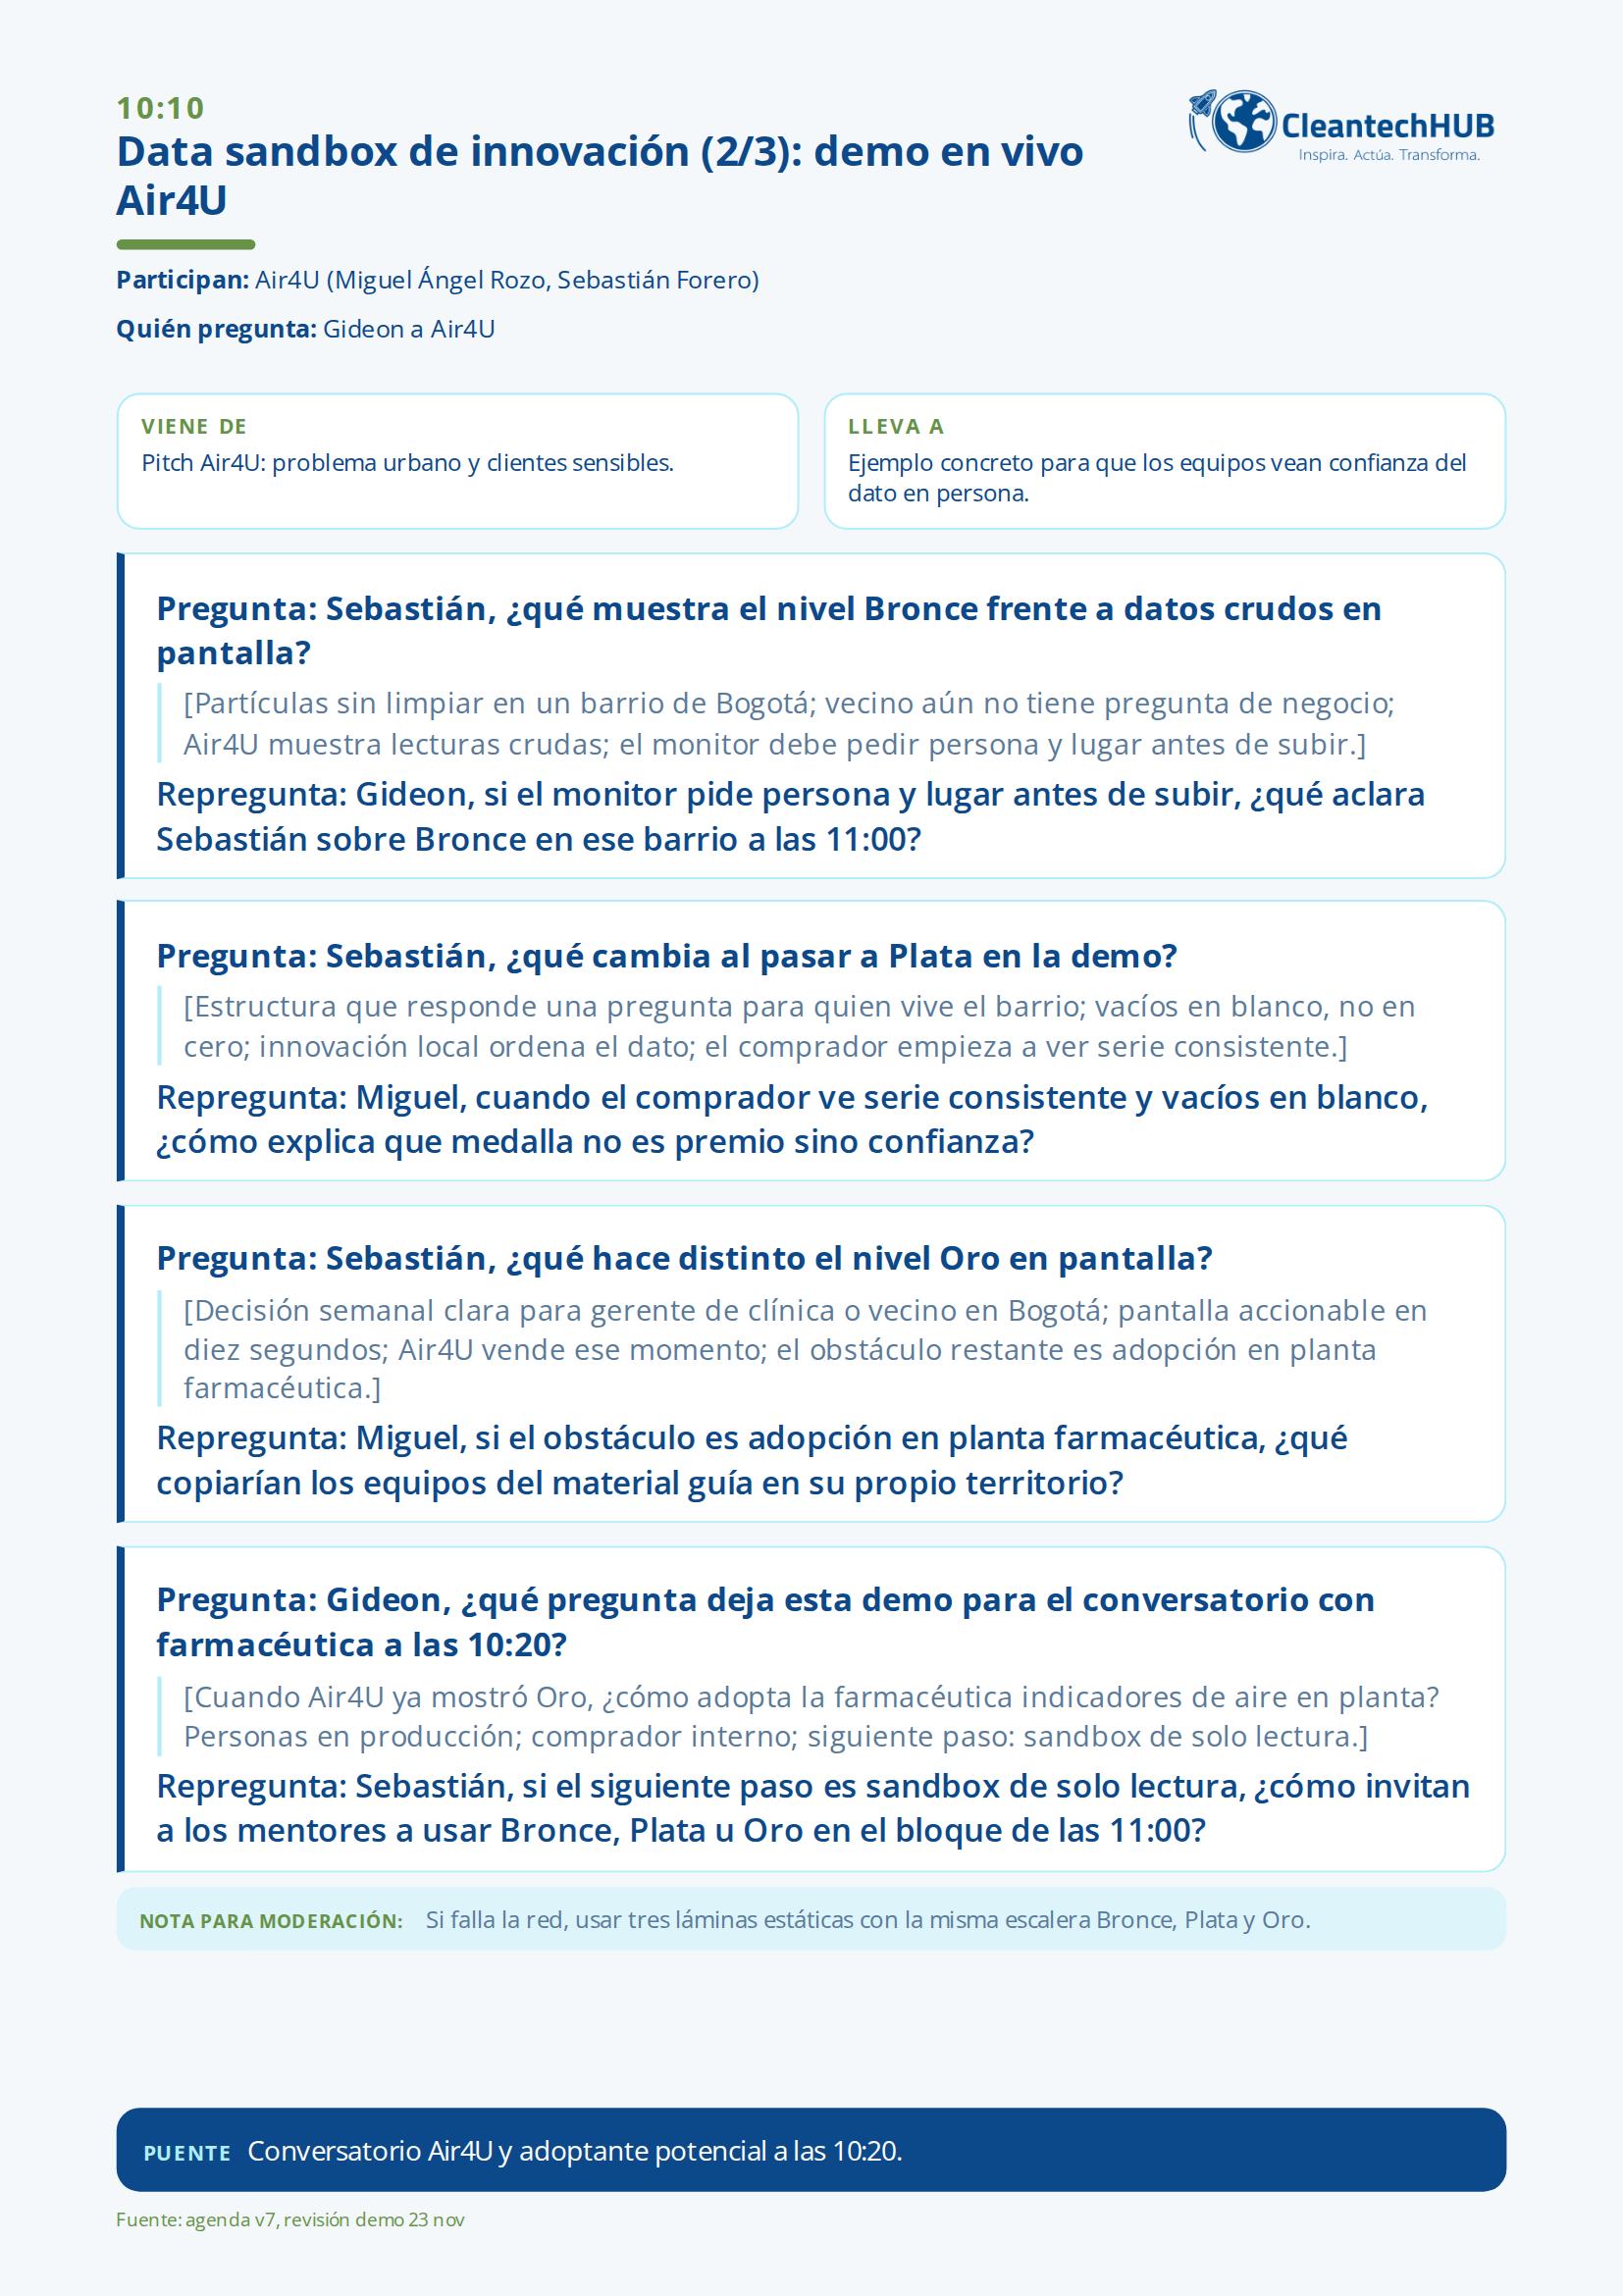 10:10
Data sandbox de innovación (2/3): demo en vivo
Air4U
CleantechHUB
Inspira. Actúa. Transforma.
Participan: Air4U (Miguel Ángel Rozo, Sebastián Forero)
Quién pregunta: Gideon a Air4U
VIENE DE
Pitch Air4U: problema urbano y clientes sensibles.
LLEVA A
Ejemplo concreto para que los equipos vean confianza del
dato en persona.
Pregunta: Sebastián, ¿qué muestra el nivel Bronce frente a datos crudos en
pantalla?
[Partículas sin limpiar en un barrio de Bogotá; vecino aún no tiene pregunta de negocio;
Air4U muestra lecturas crudas; el monitor debe pedir persona y lugar antes de subir.]
Repregunta: Gideon, si el monitor pide persona y lugar antes de subir, ¿qué aclara
Sebastián sobre Bronce en ese barrio a las 11:00?
Pregunta: Sebastián, ¿qué cambia al pasar a Plata en la demo?
[Estructura que responde una pregunta para quien vive el barrio; vacíos en blanco, no en
cero; innovación local ordena el dato; el comprador empieza a ver serie consistente.]
Repregunta: Miguel, cuando el comprador ve serie consistente y vacíos en blanco,
¿cómo explica que medalla no es premio sino confianza?
Pregunta: Sebastián, ¿qué hace distinto el nivel Oro en pantalla?
[Decisión semanal clara para gerente de clínica o vecino en Bogotá; pantalla accionable en
diez segundos; Air4U vende ese momento; el obstáculo restante es adopción en planta
farmacéutica.]
Repregunta: Miguel, si el obstáculo es adopción en planta farmacéutica, ¿qué
copiarían los equipos del material guía en su propio territorio?
Pregunta: Gideon, ¿qué pregunta deja esta demo para el conversatorio con
farmacéutica a las 10:20?
[Cuando Air4U ya mostró Oro, ¿cómo adopta la farmacéutica indicadores de aire en planta?
Personas en producción; comprador interno; siguiente paso: sandbox de solo lectura.]
Repregunta: Sebastián, si el siguiente paso es sandbox de solo lectura, ¿cómo invitan
a los mentores a usar Bronce, Plata u Oro en el bloque de las 11:00?
NOTA PARA MODERACIÓN: Si falla la red, usar tres láminas estáticas con la misma escalera Bronce, Plata y Oro.
PUENTE Conversatorio Air4U y adoptante potencial a las 10:20.
Fuente: agenda v7, revisión demo 23 nov